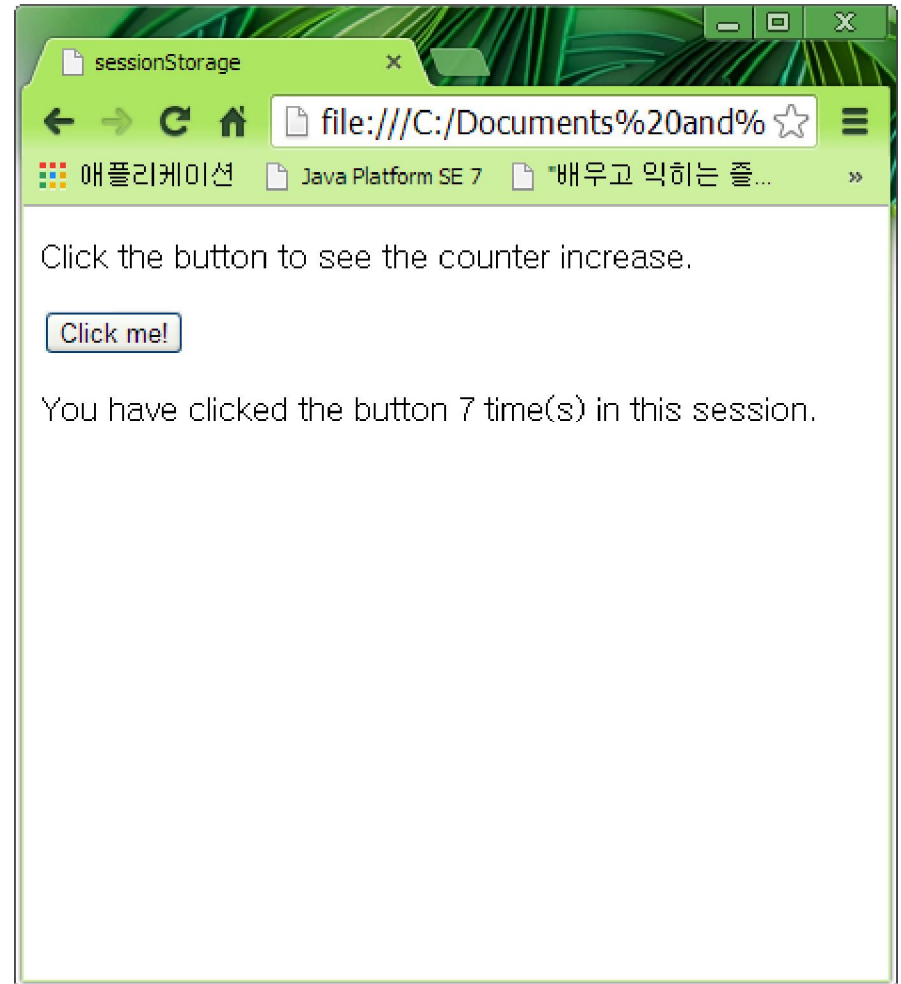 sessionStorage
file:///C:/Documents%20and%
애플리케이션 Java Platform SE 7 "배우고 익히는 즐... »
Click the button to see the counter increase.
Click me!
You have clicked the button 7 time(s) in this session.